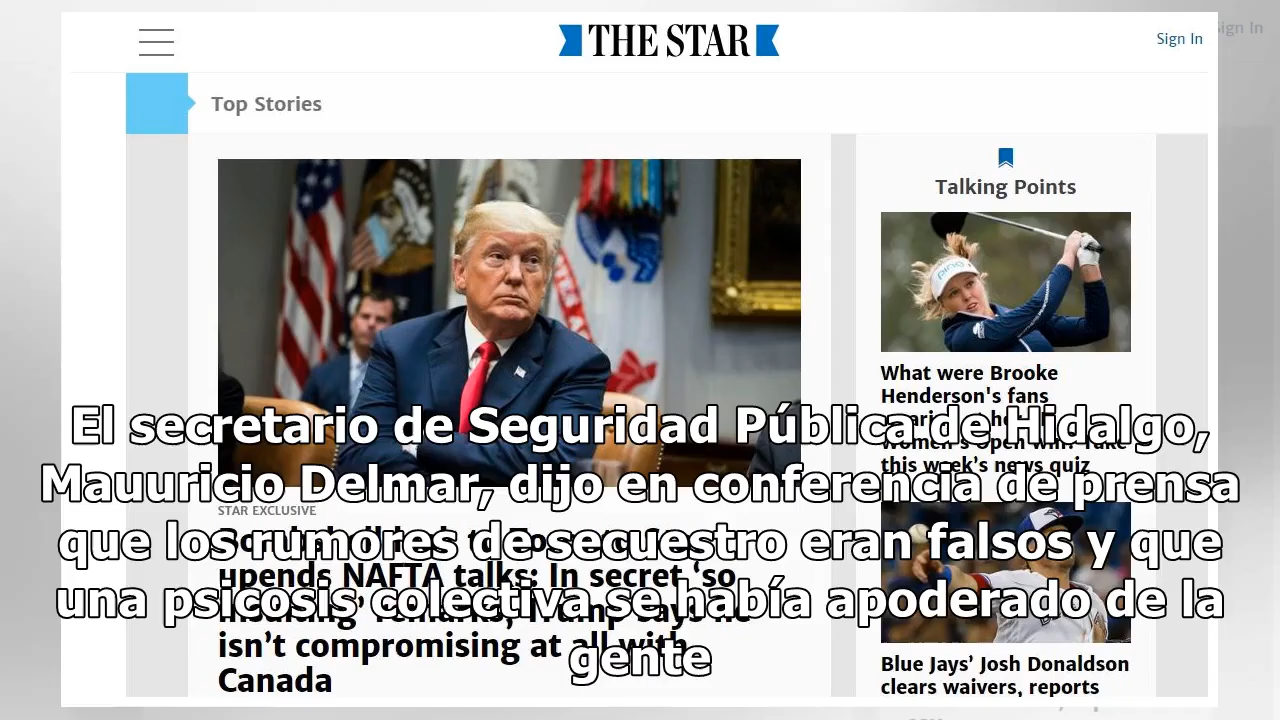 THE STAR
Sign In
Sign In
Top Stories
Talking Points
What were Brooke
Henderson's fans
this week's news quiz
STAR EXCLUSIVE
upends NAFTA talks: In secret ‘so
isn’t compromising at all with
Canada
Blue Jays’ Josh Donaldson
clears waivers, reports
El secretario de Seguridad Pública de Hidalgo,
Mauuricio Delmar, dijo en conferencia de prensa
que los rumores de secuestro eran falsos y que
una psicosis colectiva se había apoderado de la
gente
ping